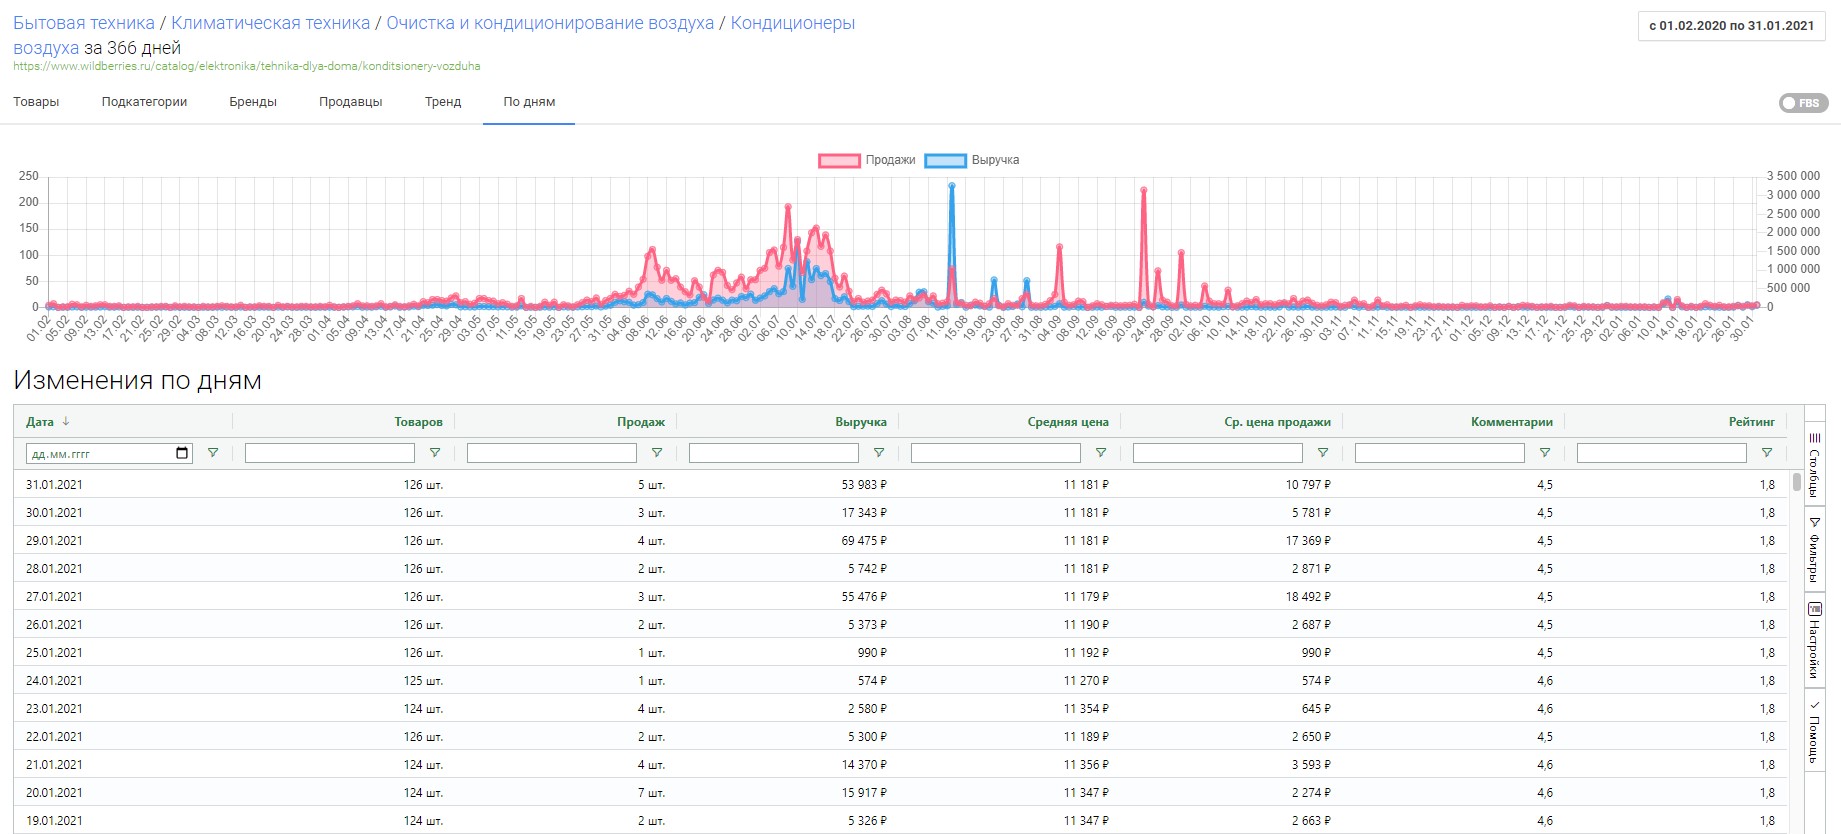 Бытовая техника / Климатическая техника / Очистка и кондиционирование воздуха / Кондиционеры
воздуха за 366 дней
https://www.wildberries.ru/catalog/elektronika/tehnika-dlya-doma/konditsionery-vozduha
с 01.02.2020 по 31.01.2021
Товары Подкатегории Бренды Продавцы Тренд По дням
FBS
Продажи Выручка
250 3 500 000
3 000 000
200 2 500 000
150 2 000 000
1 500 000
100 1 000 000
50 500 000
0 0
01.02 05.02 09.02 13.02 17.02 21.02 25.02 29.02 04.03 08.03 12.03 16.03 20.03 24.03 28.03 01.04 05.04 09.04 13.04 17.04 21.04 25.04 29.04 03.05 07.05 11.05 15.05 19.05 23.05 27.05 31.05 04.06 08.06 12.06 16.06 20.06 24.06 28.06 02.07 06.07 10.07 14.07 18.07 22.07 26.07 30.07 03.08 07.08 11.08 15.08 19.08 23.08 27.08 31.08 04.09 08.09 12.09 16.09 20.09 24.09 28.09 02.10 06.10 10.10 14.10 18.10 22.10 26.10 30.10 03.11 07.11 11.11 15.11 19.11 23.11 27.11 01.12 05.12 09.12 13.12 17.12 21.12 25.12 29.12 02.01 06.01 10.01 14.01 18.01 22.01 26.01 30.01
Изменения по дням
Дата ↓ Товаров Продаж Выручка Средняя цена Ср. цена продажи Комментарии Рейтинг
дд.мм.гггг
31.01.2021 126 шт. 5 шт. 53 983 ₽ 11 181 ₽ 10 797 ₽ 4,5 1,8
30.01.2021 126 шт. 3 шт. 17 343 ₽ 11 181 ₽ 5 781 ₽ 4,5 1,8
29.01.2021 126 шт. 4 шт. 69 475 ₽ 11 181 ₽ 17 369 ₽ 4,5 1,8
28.01.2021 126 шт. 2 шт. 5 742 ₽ 11 181 ₽ 2 871 ₽ 4,5 1,8
27.01.2021 126 шт. 3 шт. 55 476 ₽ 11 179 ₽ 18 492 ₽ 4,5 1,8
26.01.2021 126 шт. 2 шт. 5 373 ₽ 11 190 ₽ 2 687 ₽ 4,5 1,8
25.01.2021 126 шт. 1 шт. 990 ₽ 11 192 ₽ 990 ₽ 4,5 1,8
24.01.2021 125 шт. 1 шт. 574 ₽ 11 270 ₽ 574 ₽ 4,6 1,8
23.01.2021 124 шт. 4 шт. 2 580 ₽ 11 354 ₽ 645 ₽ 4,6 1,8
22.01.2021 126 шт. 2 шт. 5 300 ₽ 11 189 ₽ 2 650 ₽ 4,5 1,8
21.01.2021 124 шт. 4 шт. 14 370 ₽ 11 356 ₽ 3 593 ₽ 4,6 1,8
20.01.2021 124 шт. 7 шт. 15 917 ₽ 11 347 ₽ 2 274 ₽ 4,6 1,8
19.01.2021 124 шт. 2 шт. 5 326 ₽ 11 347 ₽ 2 663 ₽ 4,6 1,8
Столбцы
Фильтры
Настройки
Помощь